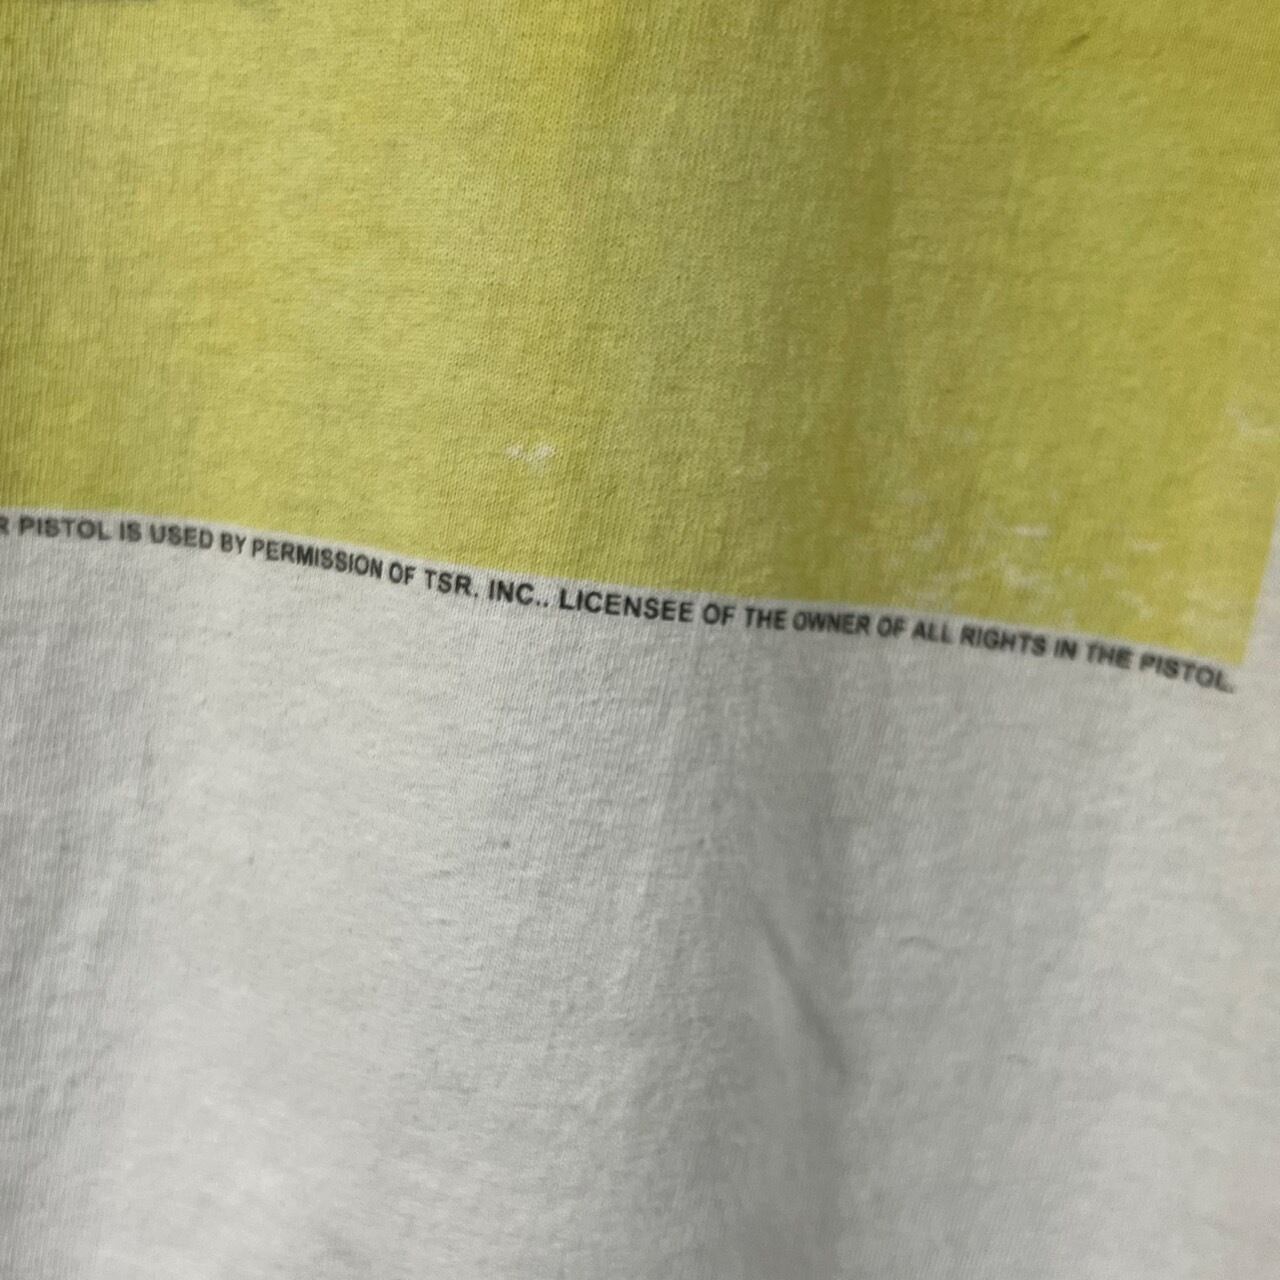 R PISTOL IS USED BY PERMISSION OF TSR. INC.. LICENSEE OF THE OWNER OF ALL RIGHTS IN THE PISTOL.